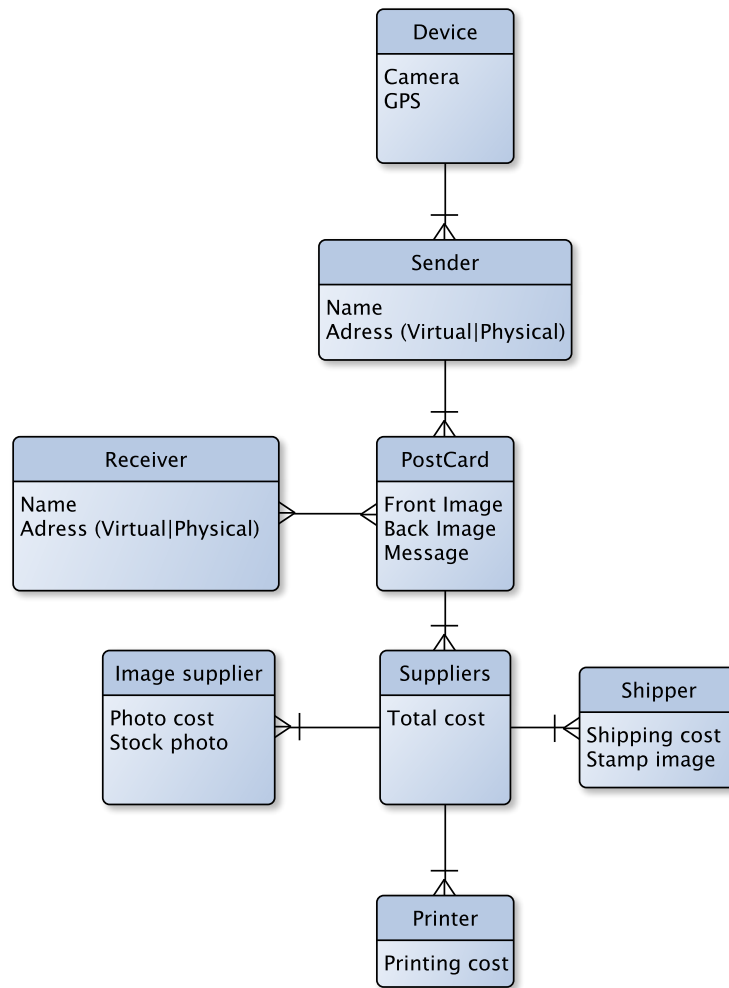 Device
Camera
GPS
Sender
Name
Adress (Virtual|Physical)
Receiver
Name
Adress (Virtual|Physical)
PostCard
Front Image
Back Image
Message
Image supplier
Photo cost
Stock photo
Suppliers
Total cost
Shipper
Shipping cost
Stamp image
Printer
Printing cost